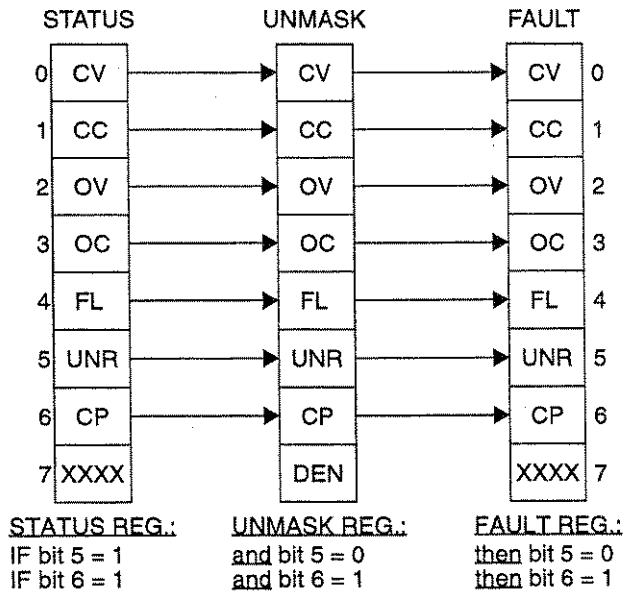 STATUS UNMASK FAULT
0 CV CV CV 0
1 CC CC CC 1
2 OV OV OV 2
3 OC OC OC 3
4 FL FL FL 4
5 UNR UNR UNR 5
6 CP CP CP 6
7 XXXX DEN XXXX 7
STATUS REG.: UNMASK REG.: FAULT REG.:
IF bit 5 = 1 and bit 5 = 0 then bit 5 = 0
IF bit 6 = 1 and bit 6 = 1 then bit 6 = 1